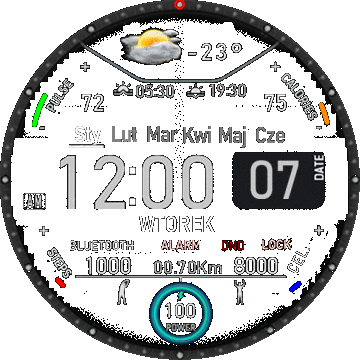 -23°
05:30 19:30
PULSE 72 75 CALORIES
Sty Lut Mar Kwi Maj Cze
AM 12:00 07 DATE
WTOREK
BLUETOOTH ALARM DND LOCK
STEPS 1000 00.70Km 8000 CEL
100
POWER